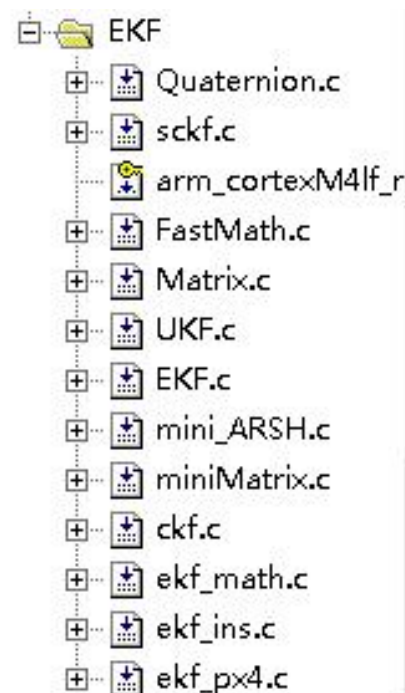 EKF
Quaternion.c
sckf.c
arm_cortexM4lf_r
FastMath.c
Matrix.c
UKF.c
EKF.c
mini_ARSH.c
miniMatrix.c
ckf.c
ekf_math.c
ekf_ins.c
ekf_px4.c